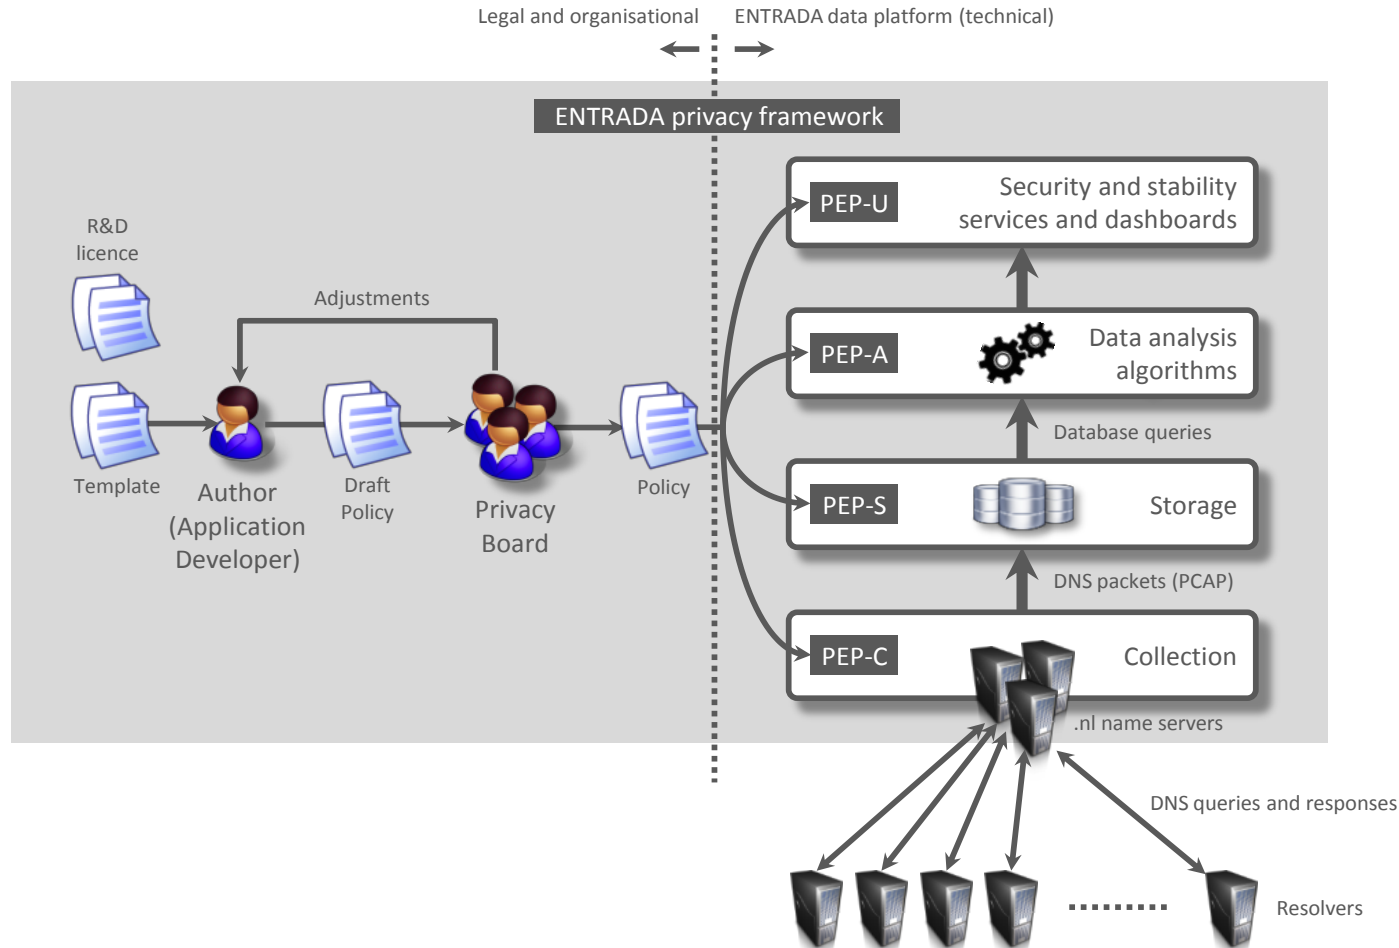 Legal and organisational
ENTRADA data platform (technical)
ENTRADA privacy framework
R&D
licence
Template
Adjustments
Author
(Application
Developer)
Draft
Policy
Privacy
Board
Policy
PEP-U
Security and stability
services and dashboards
PEP-A
Data analysis
algorithms
Database queries
PEP-S
Storage
DNS packets (PCAP)
PEP-C
Collection
.nl name servers
DNS queries and responses
Resolvers